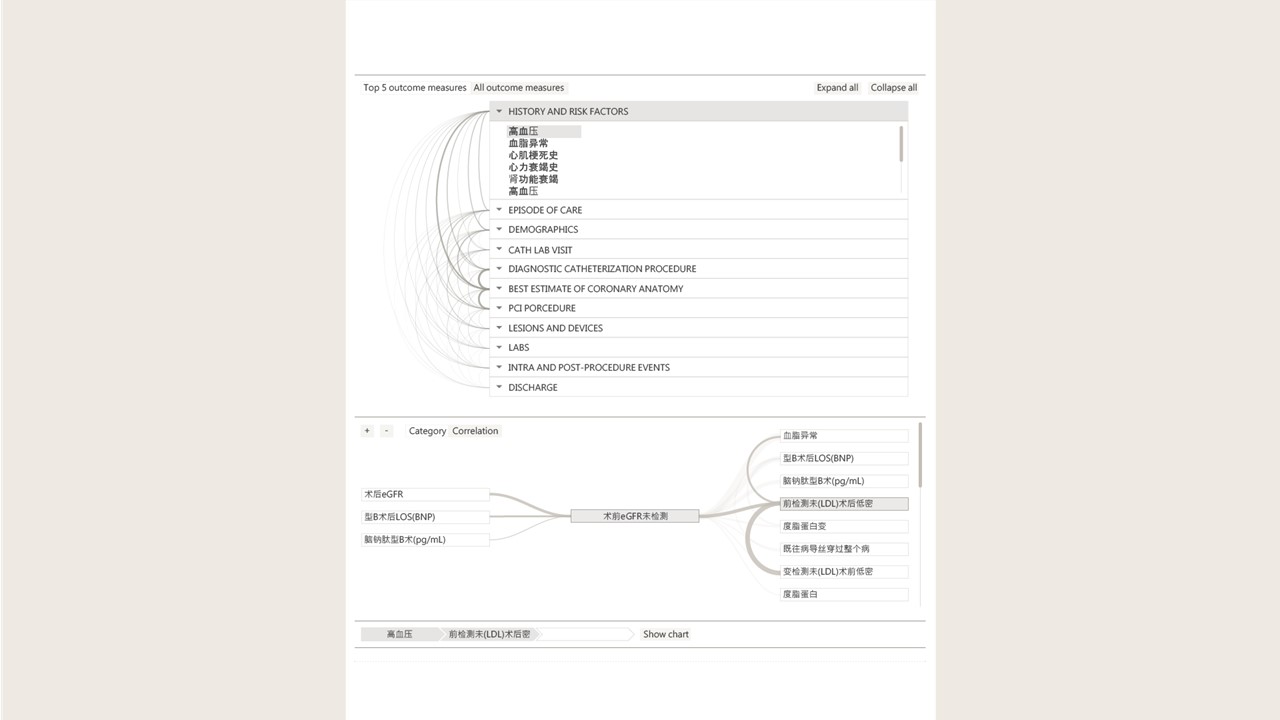 Top 5 outcome measures All outcome measures Expand all Collapse all
HISTORY AND RISK FACTORS
高血压
血脂异常
心肌梗死史
心力衰竭史
肾功能衰竭
高血压
EPISODE OF CARE
DEMOGRAPHICS
CATH LAB VISIT
DIAGNOSTIC CATHETERIZATION PROCEDURE
BEST ESTIMATE OF CORONARY ANATOMY
PCI PORCEDURE
LESIONS AND DEVICES
LABS
INTRA AND POST-PROCEDURE EVENTS
DISCHARGE
+ - Category Correlation
术后eGFR
型B术后LOS(BNP)
脑钠肽型B术(pg/mL)
术前eGFR未检测
血脂异常
型B术后LOS(BNP)
脑钠肽型B术(pg/mL)
前检测未(LDL)术后低密
度脂蛋白变
既往病导丝穿过整个病
变检测未(LDL)术前低密
度脂蛋白
高血压 前检测未(LDL)术后密 Show chart